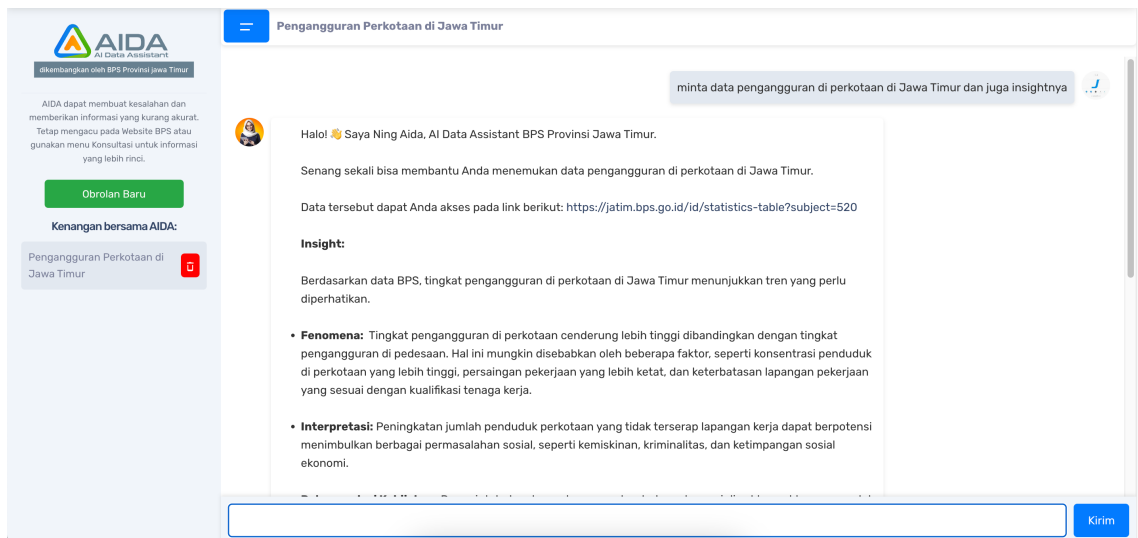 AIDA
AI Data Assistant
dikembangkan oleh BPS Provinsi jawa Timur
AIDA dapat membuat kesalahan dan
memberikan informasi yang kurang akurat.
Tetap mengacu pada Website BPS atau
gunakan menu Konsultasi untuk informasi
yang lebih rinci.
Obrolan Baru
Kenangan bersama AIDA:
Pengangguran Perkotaan di
Jawa Timur
Pengangguran Perkotaan di Jawa Timur
minta data pengangguran di perkotaan di Jawa Timur dan juga insightnya
Halo! 👋 Saya Ning Aida, AI Data Assistant BPS Provinsi Jawa Timur.
Senang sekali bisa membantu Anda menemukan data pengangguran di perkotaan di Jawa Timur.
Data tersebut dapat Anda akses pada link berikut: https://jatim.bps.go.id/id/statistics-table?subject=520
Insight:
Berdasarkan data BPS, tingkat pengangguran di perkotaan di Jawa Timur menunjukkan tren yang perlu
diperhatikan.
• Fenomena: Tingkat pengangguran di perkotaan cenderung lebih tinggi dibandingkan dengan tingkat
pengangguran di pedesaan. Hal ini mungkin disebabkan oleh beberapa faktor, seperti konsentrasi penduduk
di perkotaan yang lebih tinggi, persaingan pekerjaan yang lebih ketat, dan keterbatasan lapangan pekerjaan
yang sesuai dengan kualifikasi tenaga kerja.
• Interpretasi: Peningkatan jumlah penduduk perkotaan yang tidak terserap lapangan kerja dapat berpotensi
menimbulkan berbagai permasalahan sosial, seperti kemiskinan, kriminalitas, dan ketimpangan sosial
ekonomi.
Kirim